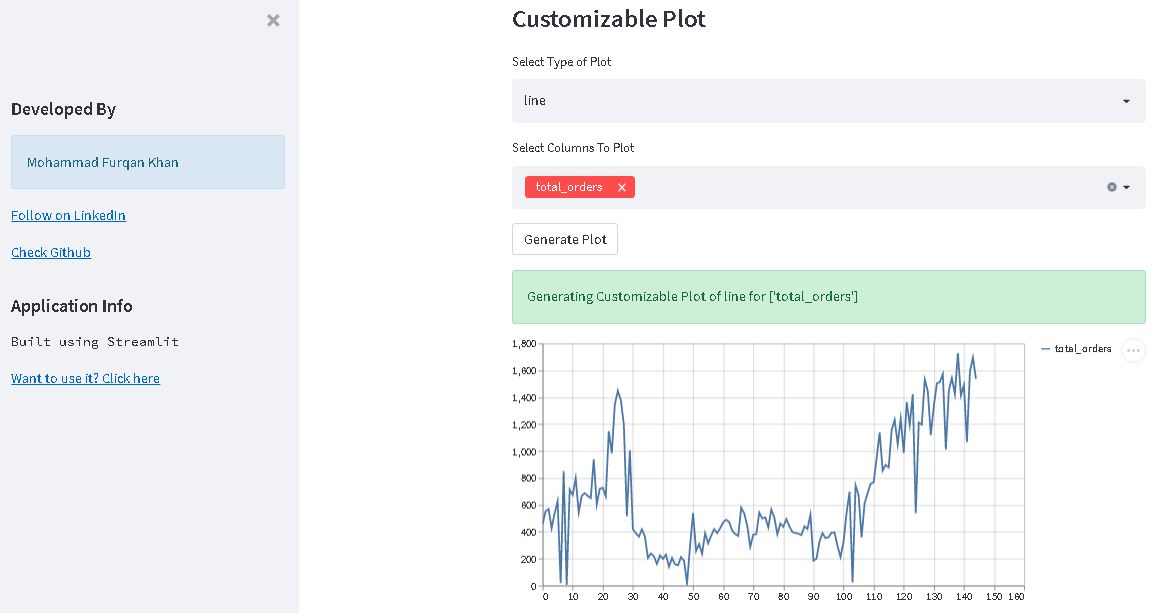 ×
Developed By
Mohammad Furqan Khan
Follow on LinkedIn
Check Github
Application Info
Built using Streamlit
Want to use it? Click here
Customizable Plot
Select Type of Plot
line
Select Columns To Plot
total_orders ×
Generate Plot
Generating Customizable Plot of line for ['total_orders']
total_orders
1,800
1,600
1,400
1,200
1,000
800
600
400
200
0
0 10 20 30 40 50 60 70 80 90 100 110 120 130 140 150 160